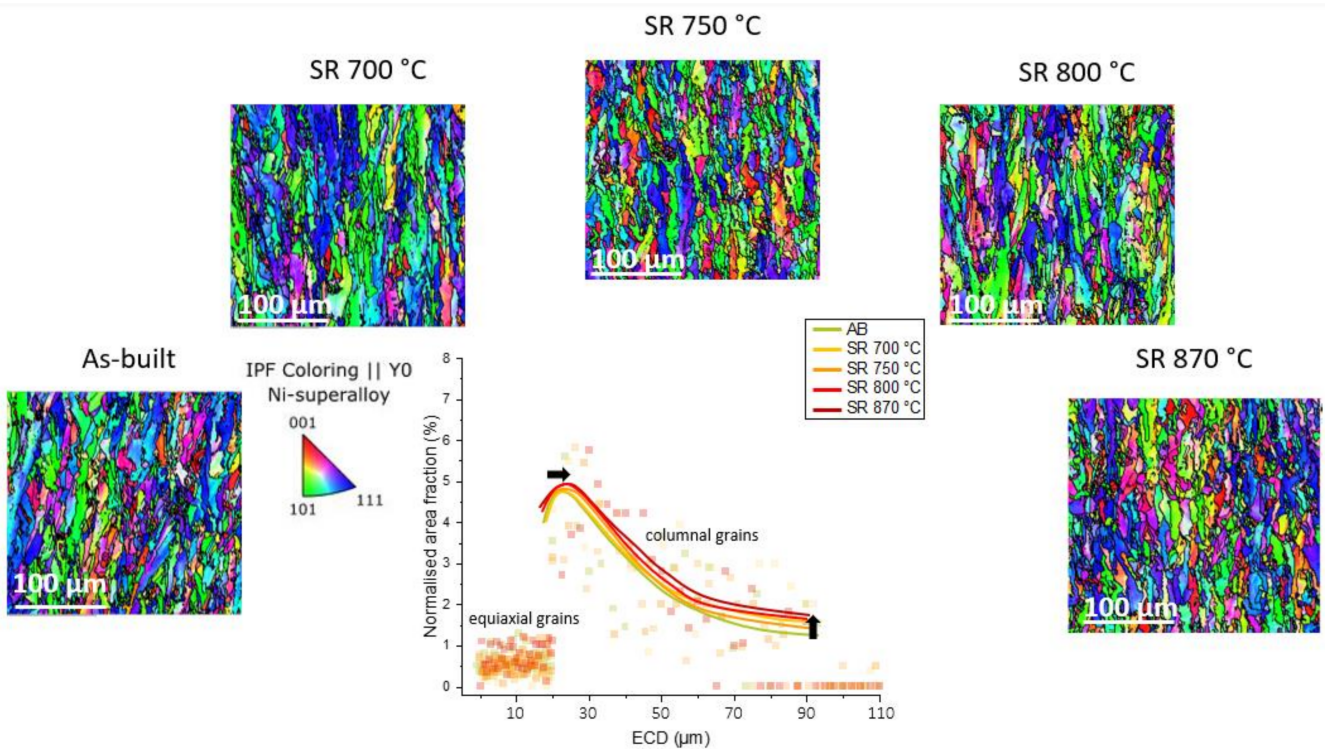 SR 750 °C
SR 700 °C
SR 800 °C
100 µm
100 µm
100 µm
As-built
SR 870 °C
IPF Coloring || Y0
Ni-superalloy
001
101
111
100 µm
100 µm
AB
SR 700 °C
SR 750 °C
SR 800 °C
SR 870 °C
Normalised area fraction (%)
8
7
6
5
4
3
2
1
0
columnal grains
equiaxial grains
10 30 50 70 90 110
ECD (µm)